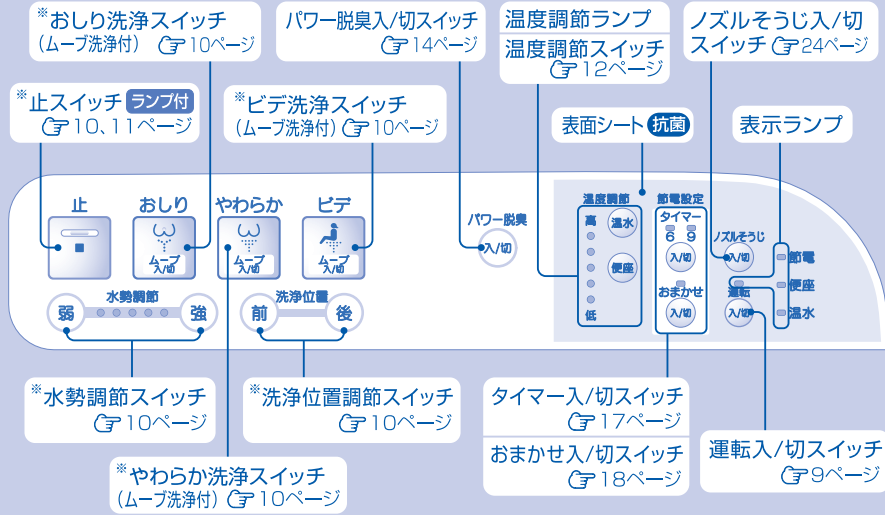 ※おしり洗浄スイッチ
(ムーブ洗浄付) 10ページ
パワー脱臭入/切スイッチ
14ページ
温度調節ランプ
温度調節スイッチ
12ページ
ノズルそうじ入/切
スイッチ 24ページ
※止スイッチ ランプ付
10、11ページ
※ビデ洗浄スイッチ
(ムーブ洗浄付) 10ページ
表面シート 抗菌
表示ランプ
止
おしり
ムーブ
入/切
やわらか
ムーブ
入/切
ビデ
ムーブ
入/切
パワー脱臭
入/切
温度調節
高
低
温水
便座
節電設定
タイマー
6 9
入/切
おまかせ
入/切
ノズルそうじ
入/切
運転
入/切
節電
便座
温水
水勢調節
弱
強
洗浄位置
前
後
※水勢調節スイッチ
10ページ
※洗浄位置調節スイッチ
10ページ
タイマー入/切スイッチ
17ページ
おまかせ入/切スイッチ
18ページ
運転入/切スイッチ
9ページ
※やわらか洗浄スイッチ
(ムーブ洗浄付) 10ページ